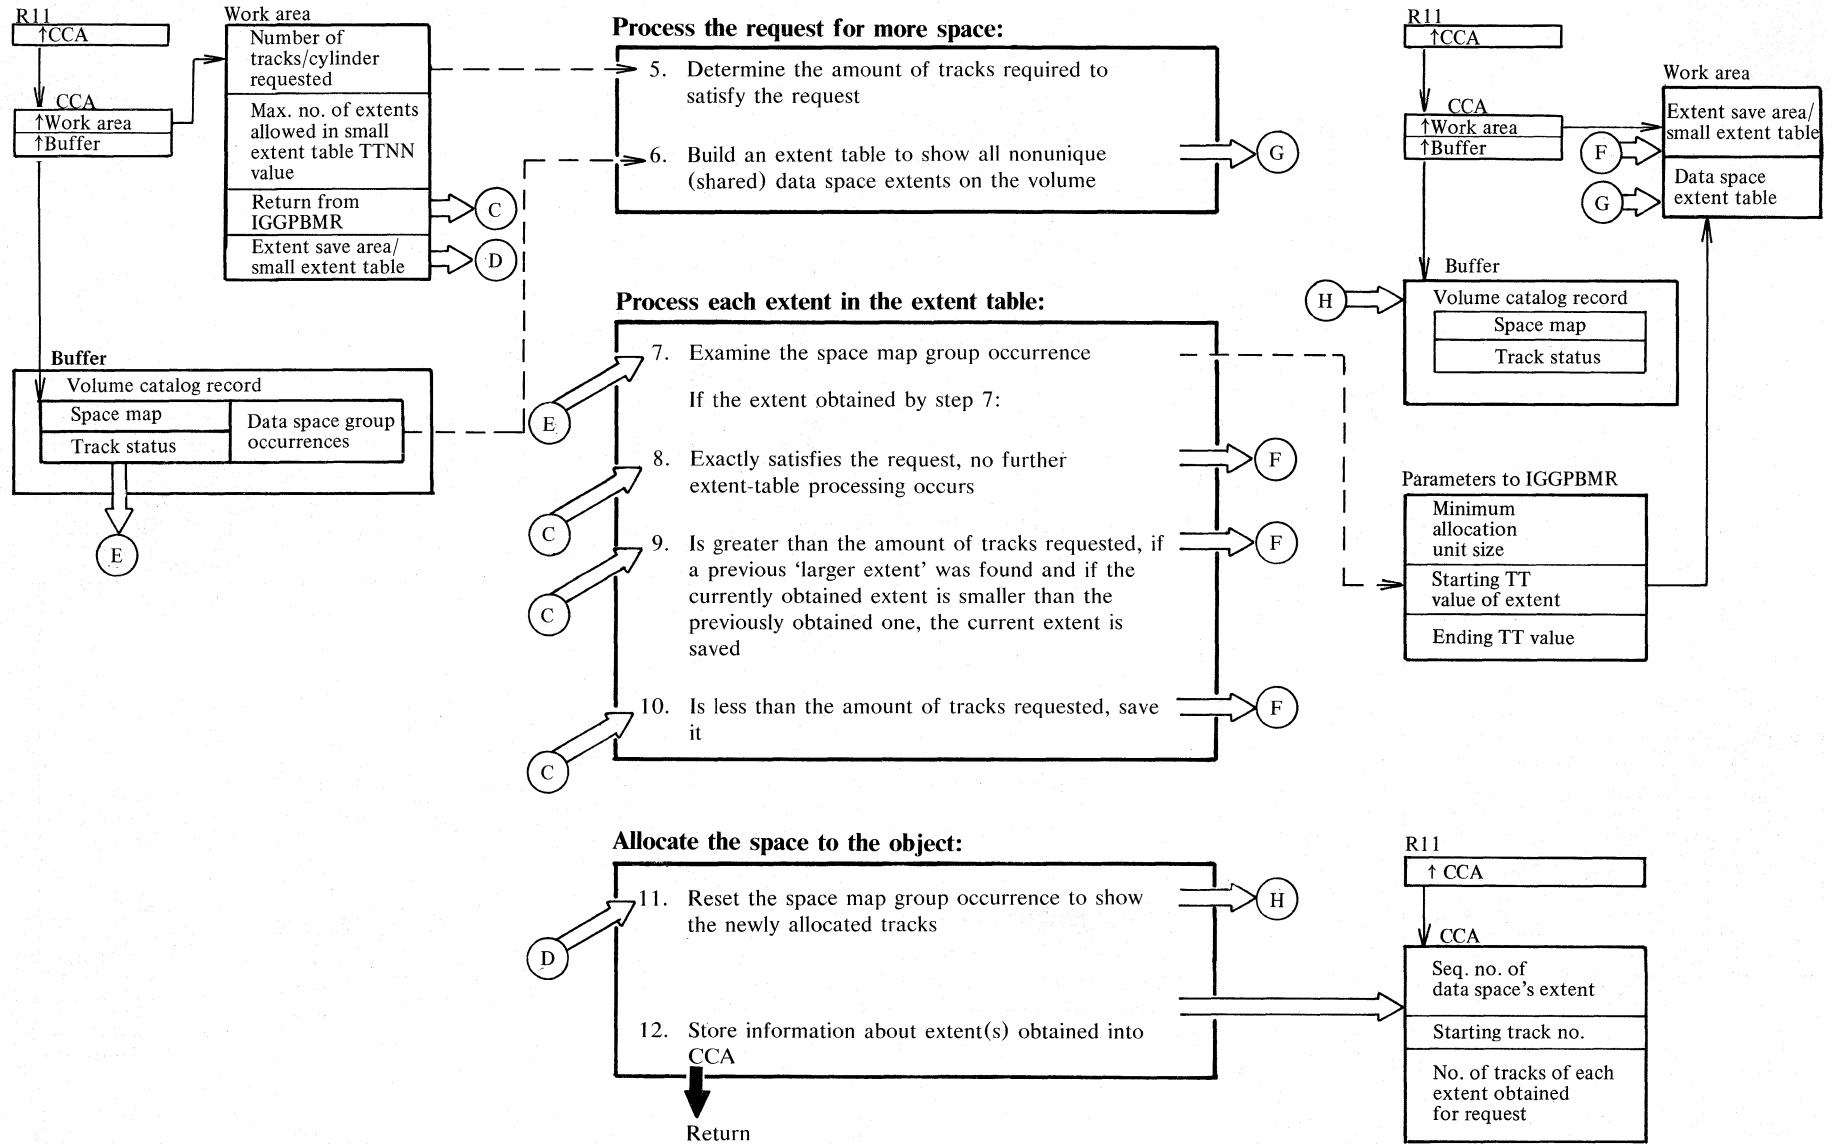 R11
↑CCA
CCA
↑Work area
↑Buffer
Work area
Number of
tracks/cylinder
requested
Max. no. of extents
allowed in small
extent table TTNN
value
Return from
IGGPBMR
C
Extent save area/
small extent table
D
Buffer
Volume catalog record
Space map
Track status
Data space group
occurrences
E
Process the request for more space:
5. Determine the amount of tracks required to
satisfy the request
6. Build an extent table to show all nonunique
(shared) data space extents on the volume
G
Process each extent in the extent table:
E
7. Examine the space map group occurrence
If the extent obtained by step 7:
C
8. Exactly satisfies the request, no further
extent-table processing occurs
F
C
9. Is greater than the amount of tracks requested, if
a previous ‘larger extent’ was found and if the
currently obtained extent is smaller than the
previously obtained one, the current extent is
saved
F
C
10. Is less than the amount of tracks requested, save
it
F
Allocate the space to the object:
D
11. Reset the space map group occurrence to show
the newly allocated tracks
H
12. Store information about extent(s) obtained into
CCA
Return
R11
↑CCA
CCA
↑Work area
↑Buffer
Work area
Extent save area/
small extent table
F
Data space
extent table
G
H
Buffer
Volume catalog record
Space map
Track status
Parameters to IGGPBMR
Minimum
allocation
unit size
Starting TT
value of extent
Ending TT value
R11
↑ CCA
CCA
Seq. no. of
data space's extent
Starting track no.
No. of tracks of each
extent obtained
for request